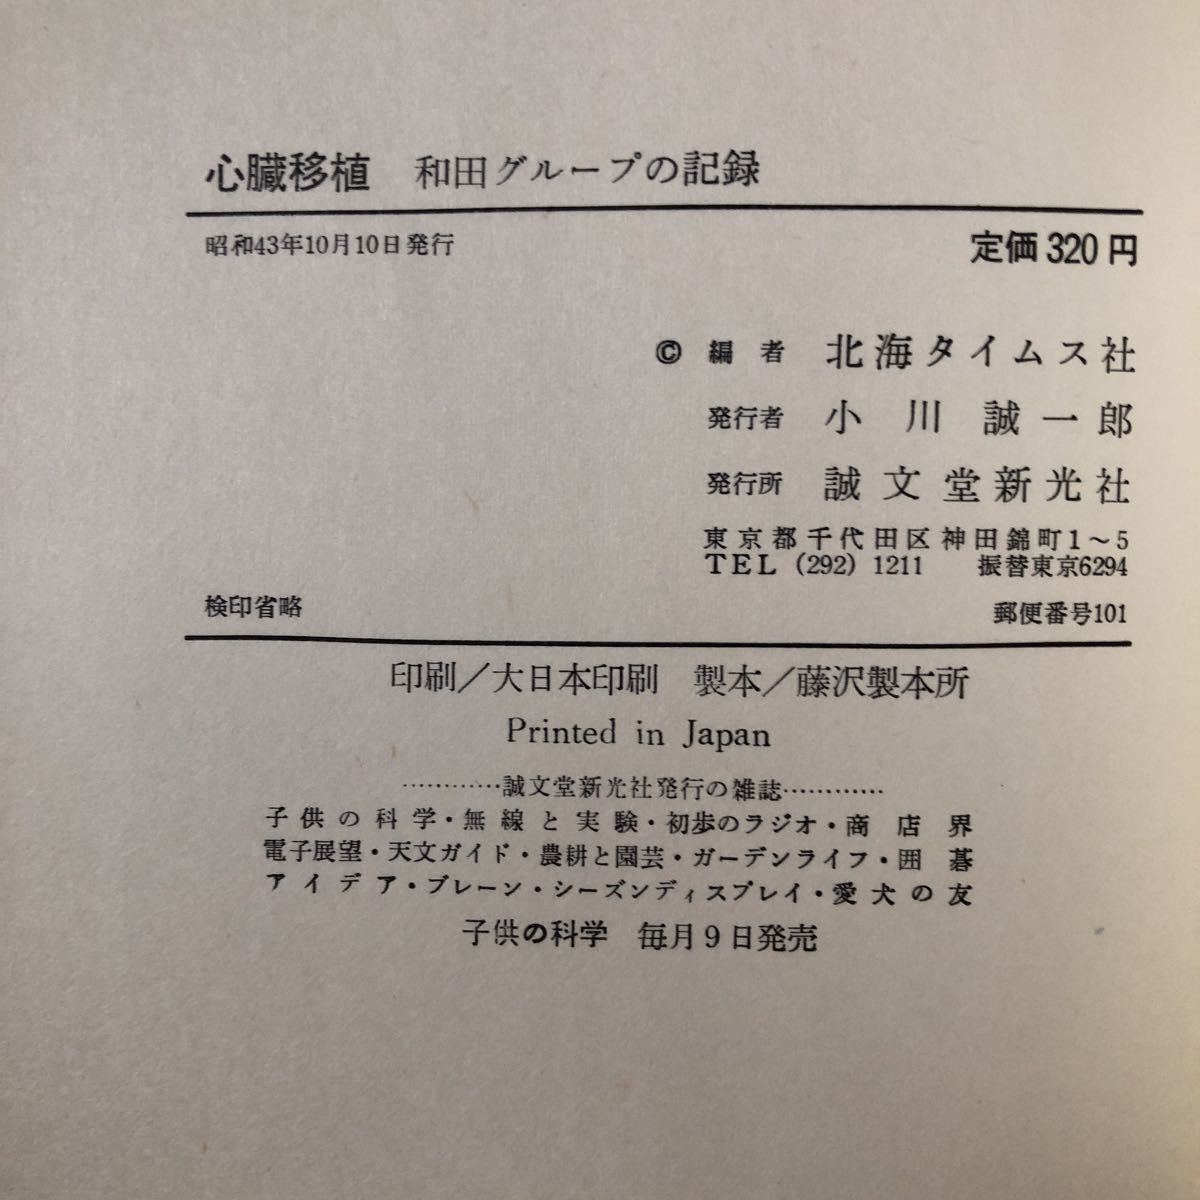 心臓移植 和田グループの記録
昭和43年10月10日発行 定価320円
© 編者 北海タイムス社
発行者 小川誠一郎
発行所 誠文堂新光社
東京都千代田区神田錦町1〜5
TEL (292) 1211 振替東京6294
検印省略 郵便番号101
印刷/大日本印刷 製本/藤沢製本所
Printed in Japan
…………誠文堂新光社発行の雑誌…………
子供の科学・無線と実験・初歩のラジオ・商店界
電子展望・天文ガイド・農耕と園芸・ガーデンライフ・囲碁
アイデア・ブレーン・シーズンディスプレイ・愛犬の友
子供の科学 毎月9日発売